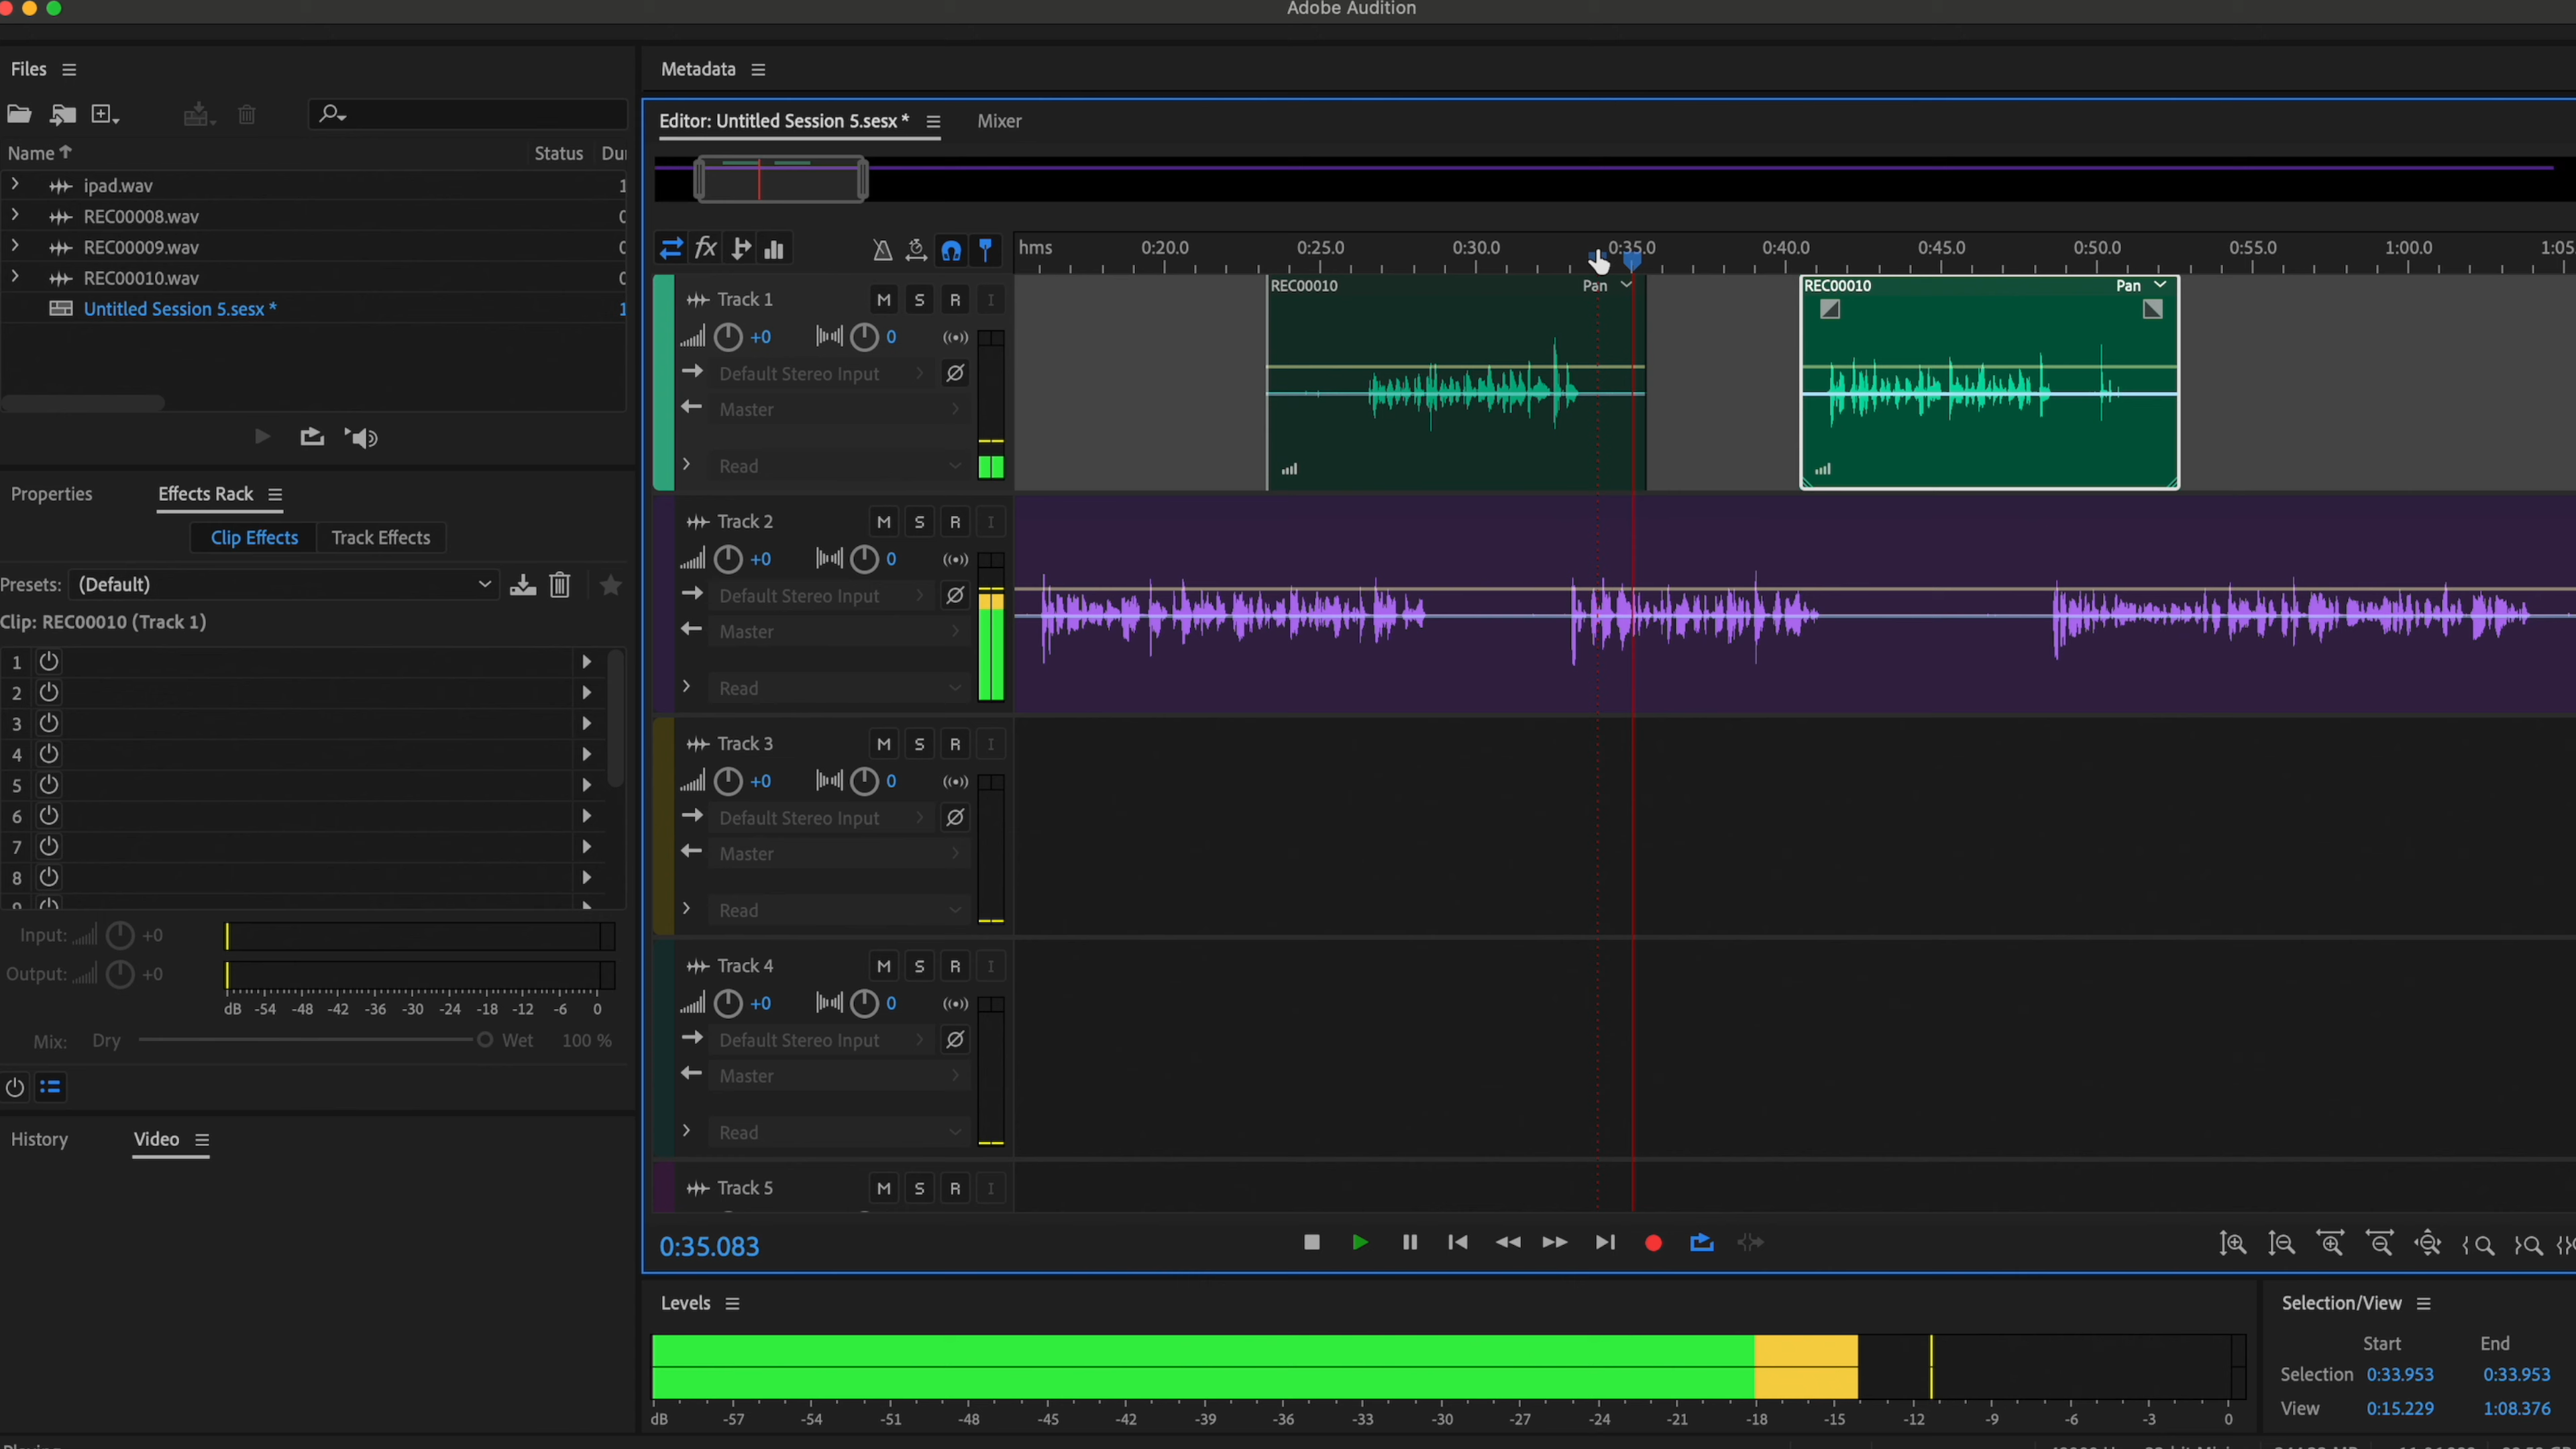 Adobe Audition
Files
Metadata
Editor: Untitled Session 5.sesx *
Mixer
Name
Status
ipad.wav
REC00008.wav
REC00009.wav
REC00010.wav
Untitled Session 5.sesx *
hms 0:20.0 0:25.0 0:30.0 0:35.0 0:40.0 0:45.0 0:50.0 0:55.0 1:00.0 1:05
fx
REC00010 Pan
REC00010 Pan
Track 1 M S R I
+0 0
Default Stereo Input
Master
Read
Track 2 M S R I
+0 0
Default Stereo Input
Master
Read
Track 3 M S R I
+0 0
Default Stereo Input
Master
Read
Track 4 M S R I
+0 0
Default Stereo Input
Master
Read
Track 5 M S R I
Properties
Effects Rack
Clip Effects
Track Effects
Presets: (Default)
Clip: REC00010 (Track 1)
1
2
3
4
5
6
7
8
Input: +0
Output: +0
dB -54 -48 -42 -36 -30 -24 -18 -12 -6 0
Mix: Dry Wet 100 %
History
Video
0:35.083
Levels
dB -57 -54 -51 -48 -45 -42 -39 -36 -33 -30 -27 -24 -21 -18 -15 -12 -9 -6 -3 0
Selection/View
Start End
Selection 0:33.953 0:33.953
View 0:15.229 1:08.376